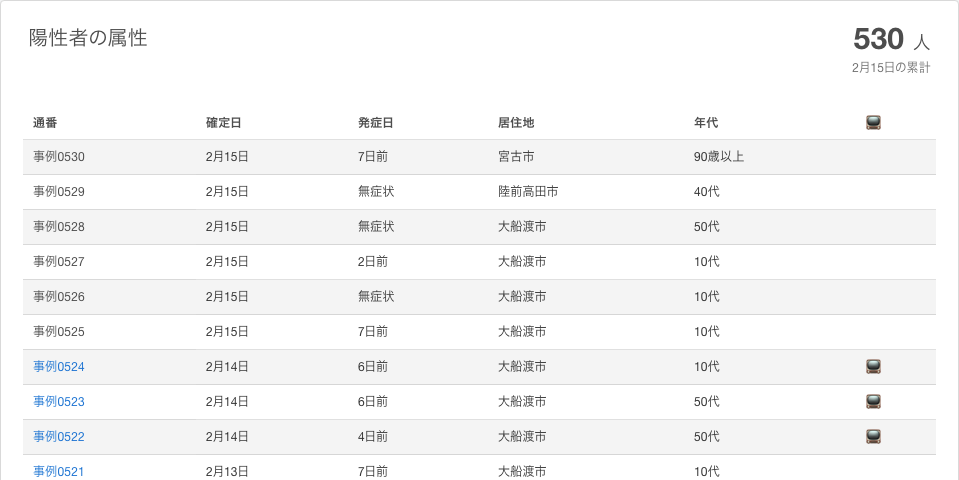 陽性者の属性
530 人
2月15日の累計
通番 確定日 発症日 居住地 年代
事例0530 2月15日 7日前 宮古市 90歳以上
事例0529 2月15日 無症状 陸前高田市 40代
事例0528 2月15日 無症状 大船渡市 50代
事例0527 2月15日 2日前 大船渡市 10代
事例0526 2月15日 無症状 大船渡市 10代
事例0525 2月15日 7日前 大船渡市 10代
事例0524 2月14日 6日前 大船渡市 10代
事例0523 2月14日 6日前 大船渡市 50代
事例0522 2月14日 4日前 大船渡市 50代
事例0521 2月13日 7日前 大船渡市 10代